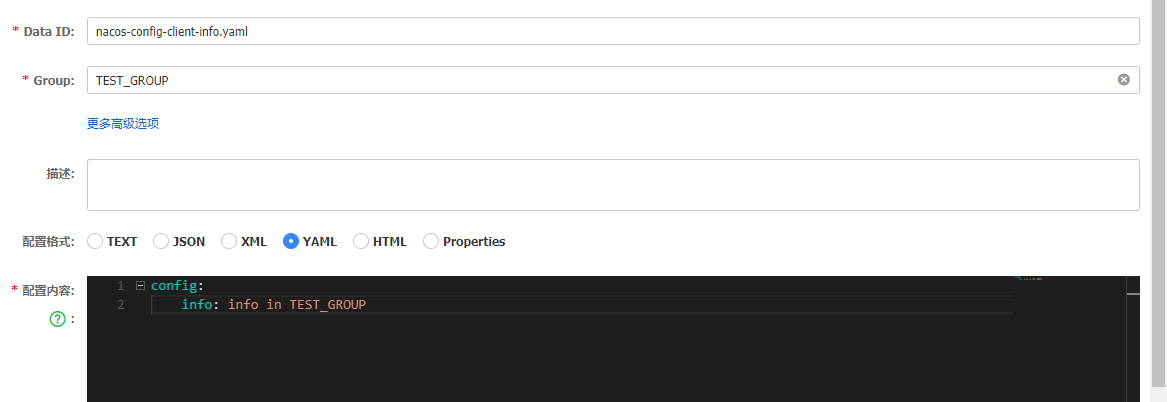 * Data ID: nacos-config-client-info.yaml
* Group: TEST_GROUP
更多高级选项
描述:
配置格式: TEXT JSON XML YAML HTML Properties
* 配置内容: 1 config:
? : 2 info: info in TEST_GROUP